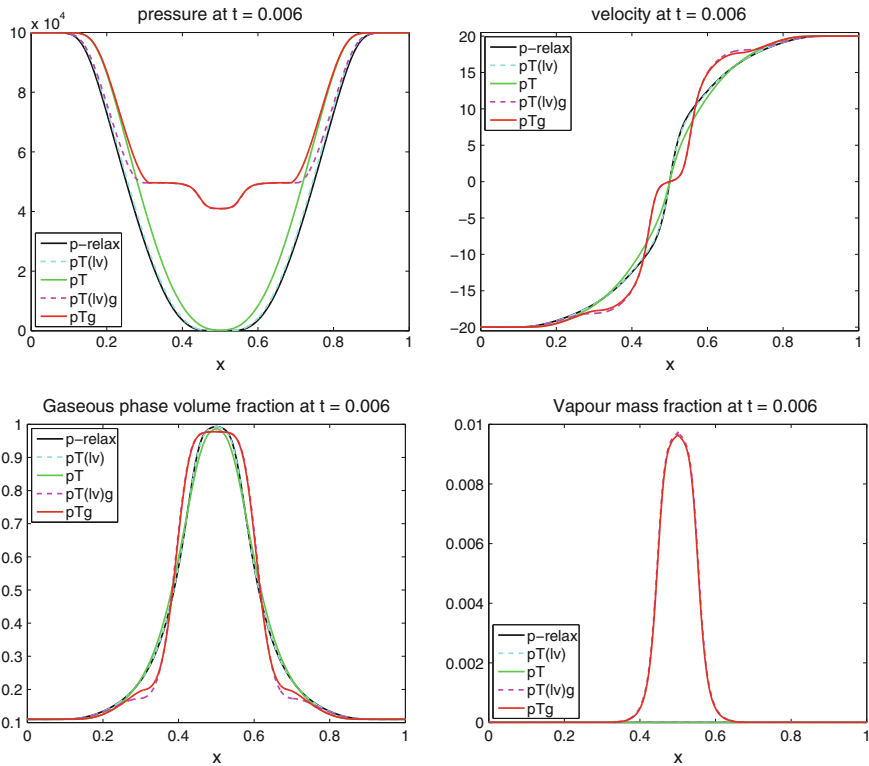 pressure at t = 0.006
x 10⁴
10
8
6
4
2
0
0 0.2 0.4 0.6 0.8 1
x
p-relax
pT(lv)
pT
pT(lv)g
pTg
velocity at t = 0.006
20
15
10
5
0
−5
−10
−15
−20
0 0.2 0.4 0.6 0.8 1
x
p-relax
pT(lv)
pT
pT(lv)g
pTg
Gaseous phase volume fraction at t = 0.006
1
0.9
0.8
0.7
0.6
0.5
0.4
0.3
0.2
0.1
0 0.2 0.4 0.6 0.8 1
x
p-relax
pT(lv)
pT
pT(lv)g
pTg
Vapour mass fraction at t = 0.006
0.01
0.008
0.006
0.004
0.002
0
0 0.2 0.4 0.6 0.8 1
x
p-relax
pT(lv)
pT
pT(lv)g
pTg